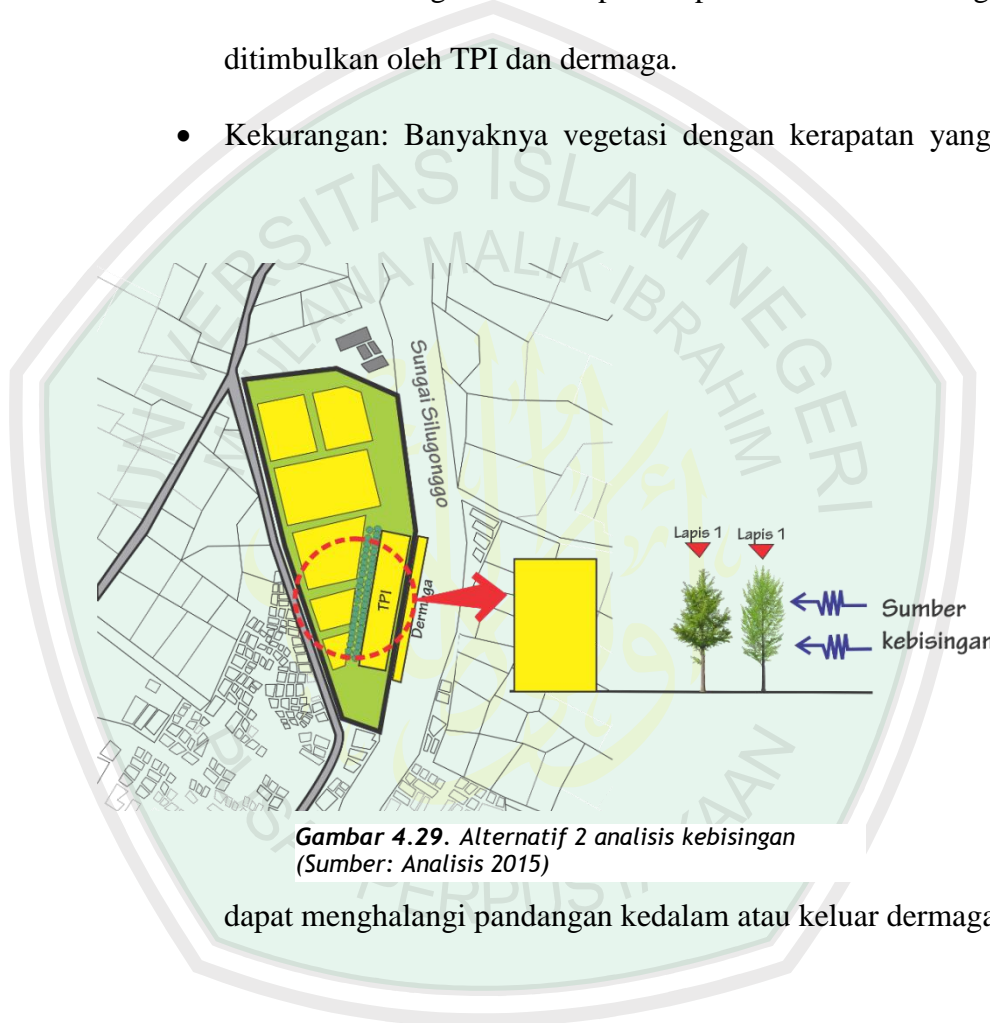 ditimbulkan oleh TPI dan dermaga.
• Kekurangan: Banyaknya vegetasi dengan kerapatan yang
UNIVERSITAS ISLAM NEGERI
MAULANA MALIK IBRAHIM
Sungai Silugonggo
TPI
Dermaga
Lapis 1
Lapis 1
Sumber
kebisingan
Gambar 4.29. Alternatif 2 analisis kebisingan
(Sumber: Analisis 2015)
PERPUSTAKAAN
dapat menghalangi pandangan kedalam atau keluar dermaga